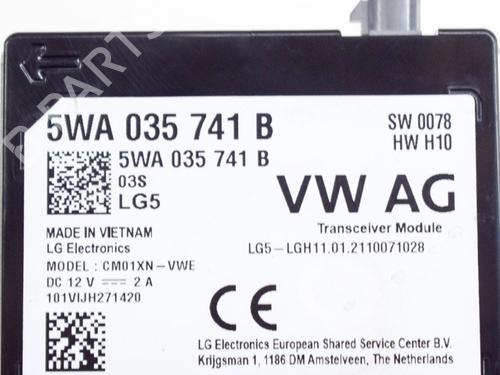 5WA 035 741 B
SW 0078
HW H10
5WA 035 741 B
03S
LG5
VW AG
Transceiver Module
MADE IN VIETNAM
LG Electronics
LG5-LGH11.01.2110071028
MODEL : CM01XN-VWE
DC 12 V 2 A
101VIJH271420
CE
LG Electronics European Shared Service Center B.V.
Krijgsman 1, 1186 DM Amstelveen, The Netherlands
B-PARTS